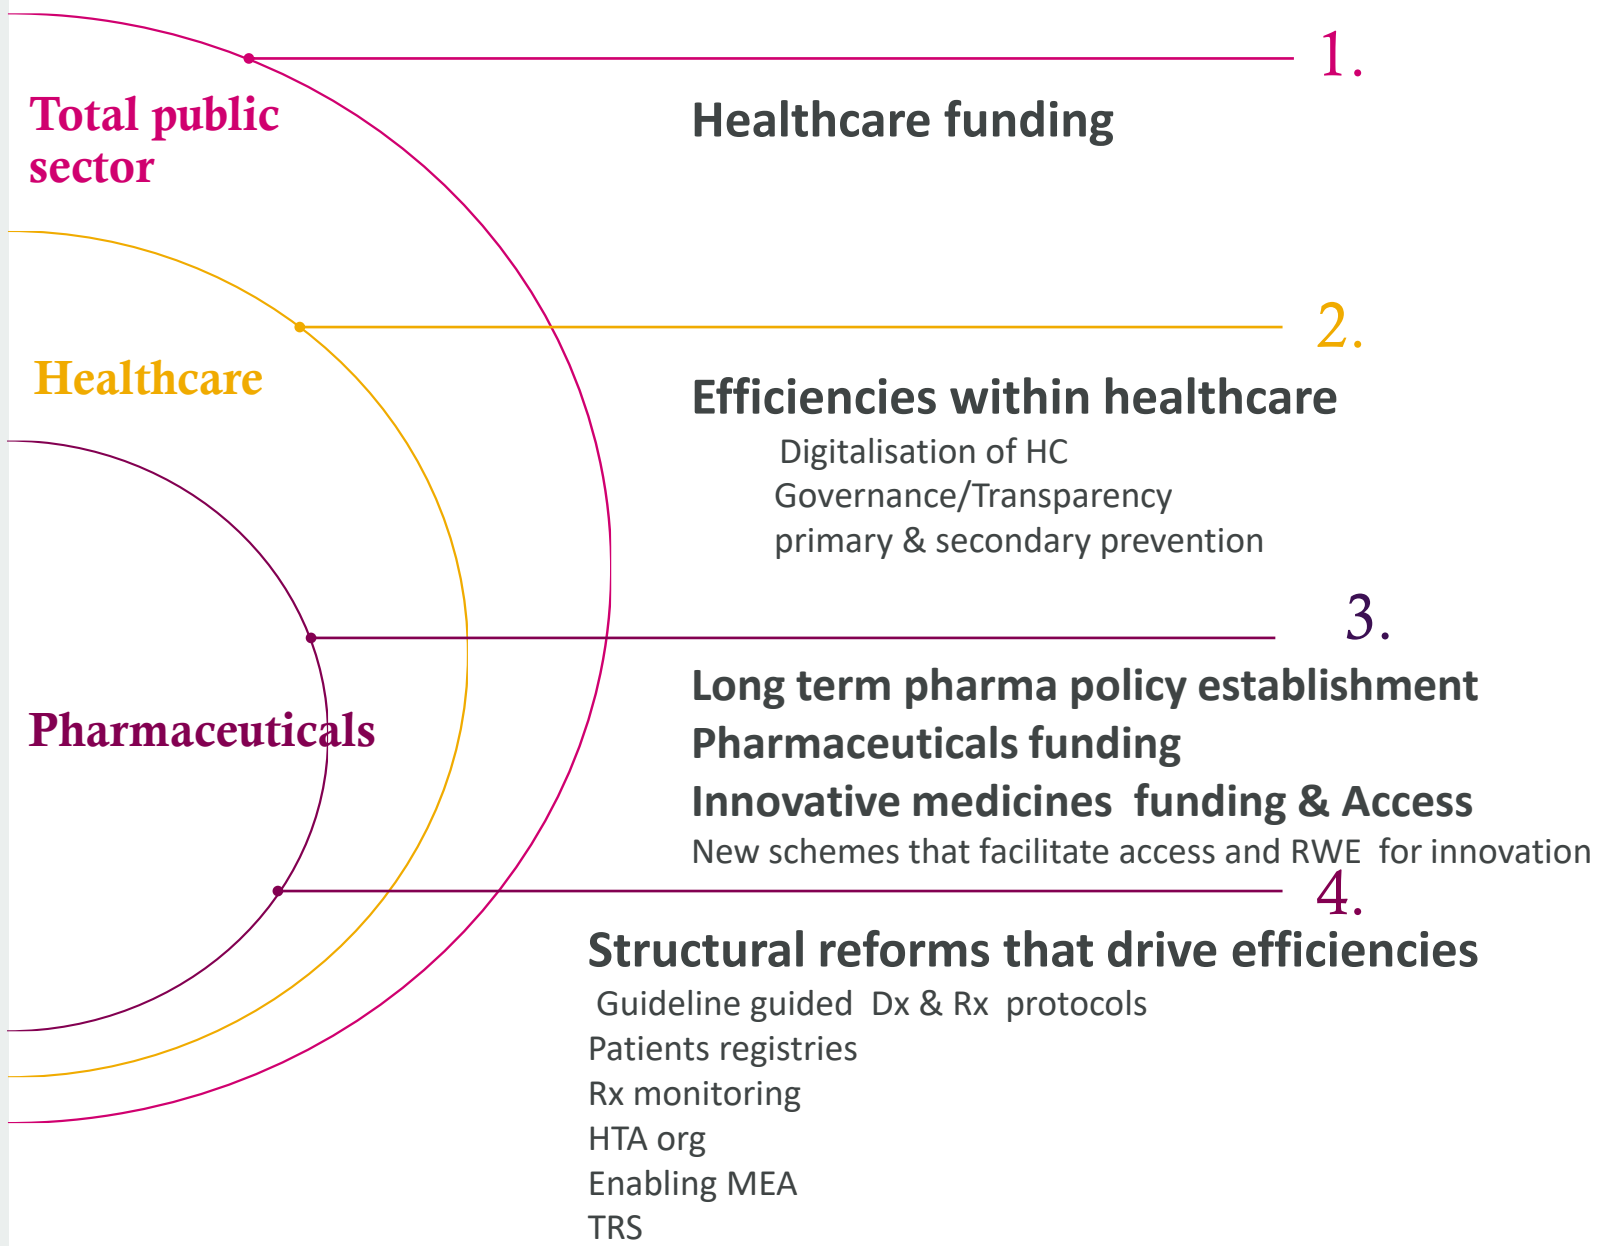 1.
Total public
sector
Healthcare funding
2.
Healthcare
Efficiencies within healthcare
Digitalisation of HC
Governance/Transparency
primary & secondary prevention
3.
Long term pharma policy establishment
Pharmaceuticals
Pharmaceuticals funding
Innovative medicines funding & Access
New schemes that facilitate access and RWE for innovation
4.
Structural reforms that drive efficiencies
Guideline guided Dx & Rx protocols
Patients registries
Rx monitoring
HTA org
Enabling MEA
TRS